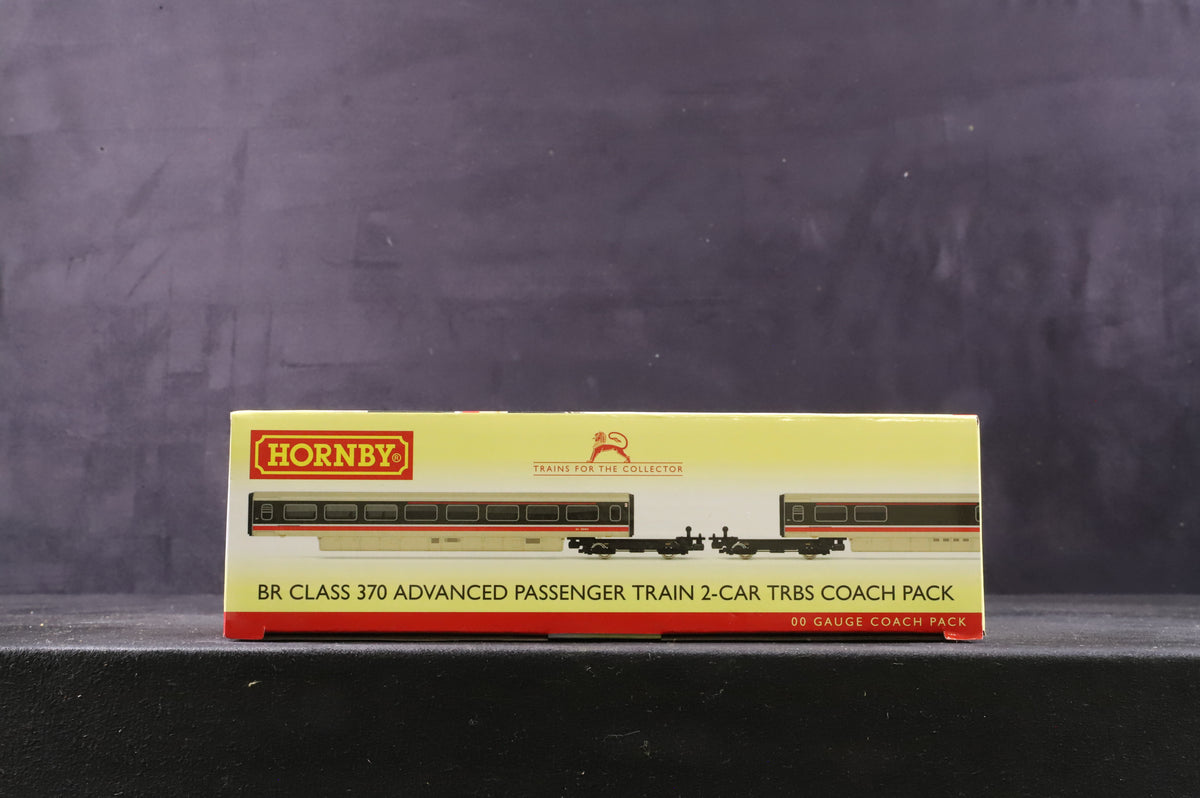 HORNBY®
TRAINS FOR THE COLLECTOR
BR CLASS 370 ADVANCED PASSENGER TRAIN 2-CAR TRBS COACH PACK
00 GAUGE COACH PACK